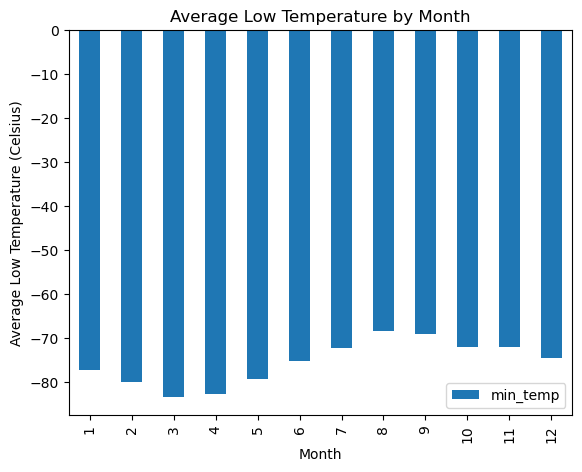 Average Low Temperature by Month
Average Low Temperature (Celsius)
0
−10
−20
−30
−40
−50
−60
−70
−80
min_temp
1 2 3 4 5 6 7 8 9 10 11 12
Month